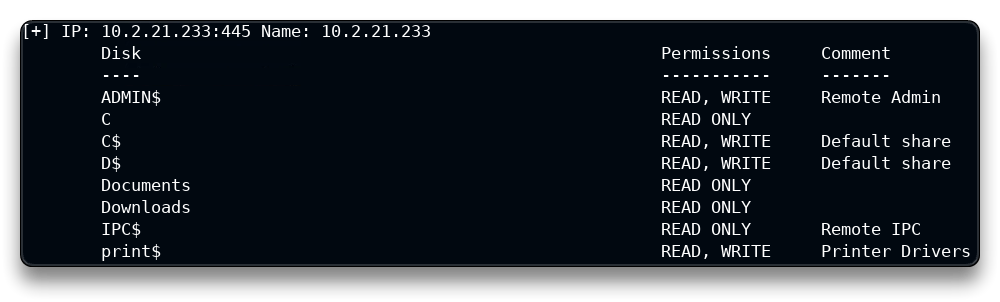 [+] IP: 10.2.21.233:445 Name: 10.2.21.233
Disk Permissions Comment
---- ----------- -------
ADMIN$ READ, WRITE Remote Admin
C READ ONLY
C$ READ, WRITE Default share
D$ READ, WRITE Default share
Documents READ ONLY
Downloads READ ONLY
IPC$ READ ONLY Remote IPC
print$ READ, WRITE Printer Drivers